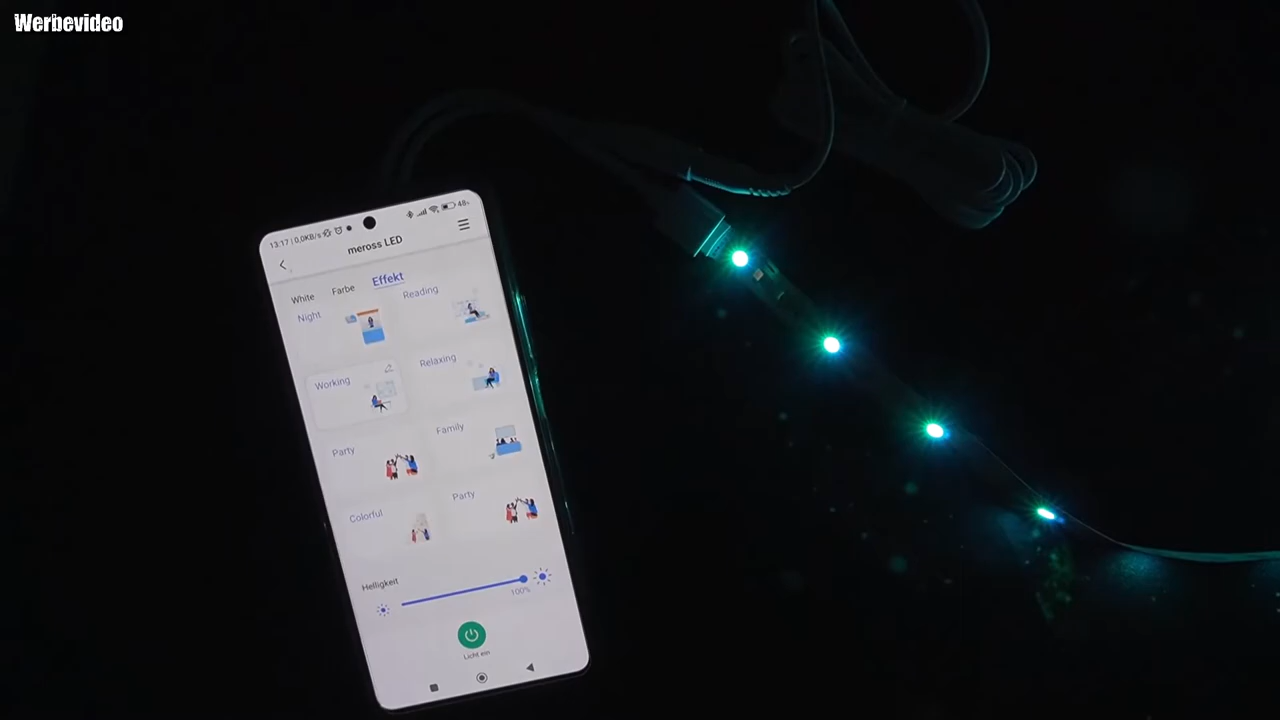 Werbevideo
13:17 | 0,0KB/s
48%
meross LED
White Farbe Effekt
Night
Reading
Working
Relaxing
Party
Family
Colorful
Party
Helligkeit
100%
Licht ein